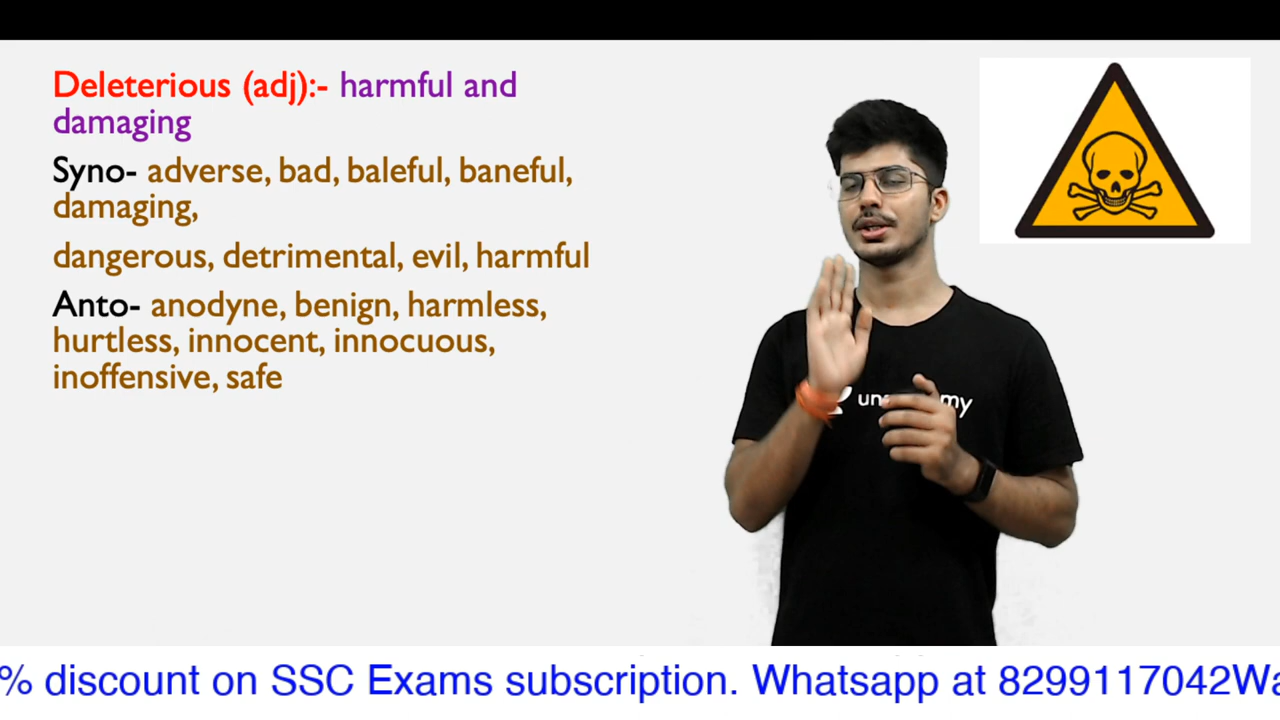 Deleterious (adj):- harmful and
damaging
Syno- adverse, bad, baleful, baneful,
damaging,
dangerous, detrimental, evil, harmful
Anto- anodyne, benign, harmless,
hurtless, innocent, innocuous,
inoffensive, safe
% discount on SSC Exams subscription. Whatsapp at 8299117042Wa